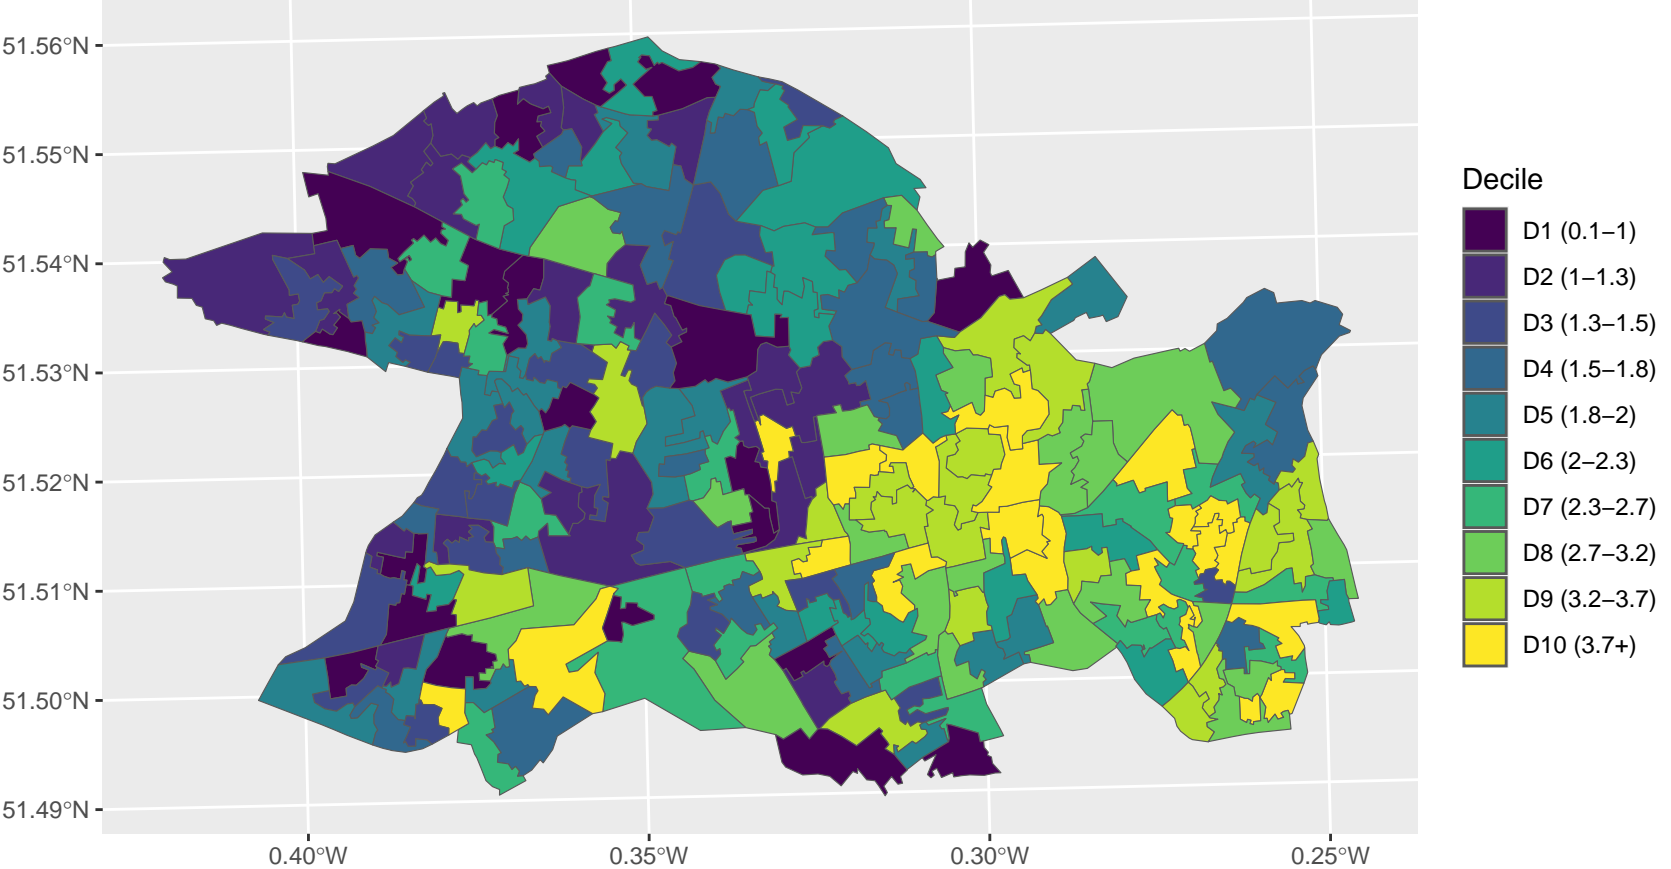 51.56°N
51.55°N
51.54°N
51.53°N
51.52°N
51.51°N
51.50°N
51.49°N
0.40°W
0.35°W
0.30°W
0.25°W
Decile
D1 (0.1–1)
D2 (1–1.3)
D3 (1.3–1.5)
D4 (1.5–1.8)
D5 (1.8–2)
D6 (2–2.3)
D7 (2.3–2.7)
D8 (2.7–3.2)
D9 (3.2–3.7)
D10 (3.7+)